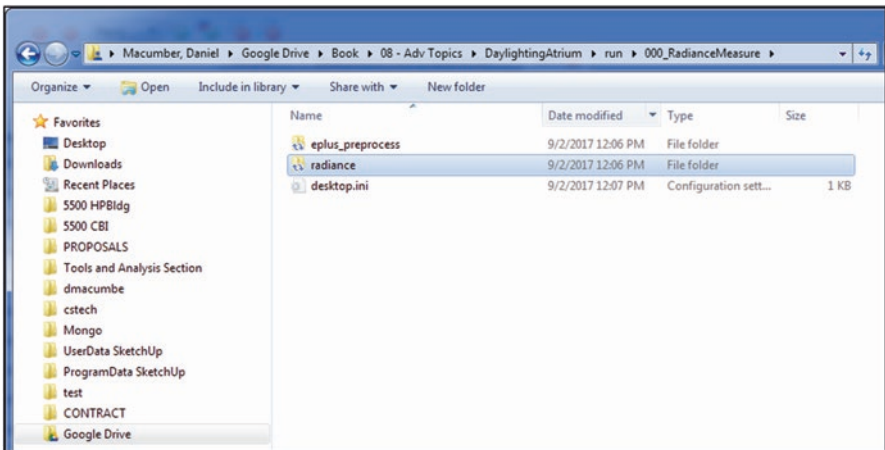 Macumber, Daniel Google Drive Book 08 - Adv Topics DaylightingAtrium run 000_RadianceMeasure
Organize Open Include in library Share with New folder
Favorites
Desktop
Downloads
Recent Places
5500 HPBldg
5500 CBI
PROPOSALS
Tools and Analysis Section
dmacumbe
cstech
Mongo
UserData SketchUp
ProgramData SketchUp
test
CONTRACT
Google Drive
Name Date modified Type Size
eplus_preprocess 9/2/2017 12:06 PM File folder
radiance 9/2/2017 12:06 PM File folder
desktop.ini 9/2/2017 12:07 PM Configuration sett... 1 KB